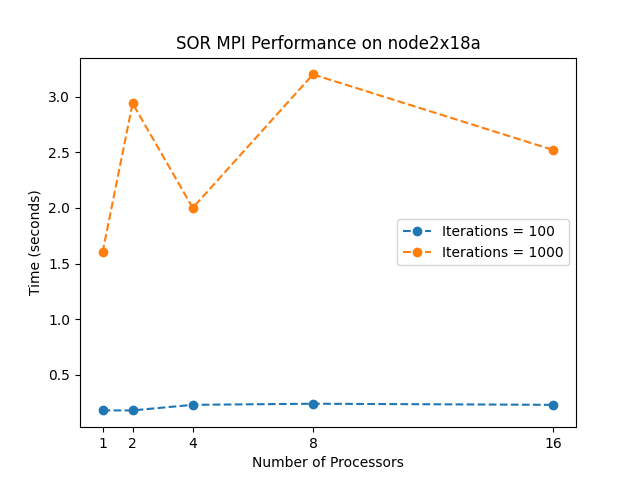 SOR MPI Performance on node2x18a
3.0
2.5
2.0
1.5
1.0
0.5
Time (seconds)
Iterations = 100
Iterations = 1000
1 2 4 8 16
Number of Processors